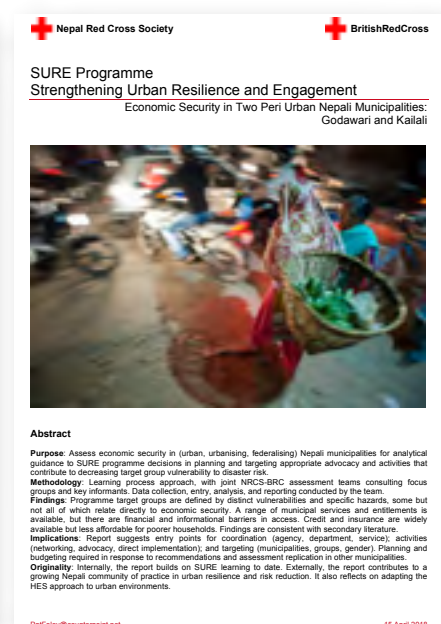 Nepal Red Cross Society
BritishRedCross
SURE Programme
Strengthening Urban Resilience and Engagement
Economic Security in Two Peri Urban Nepali Municipalities:
Godawari and Kailali
Abstract
Purpose: Assess economic security in (urban, urbanising, federalising) Nepali municipalities for analytical
guidance to SURE programme decisions in planning and targeting appropriate advocacy and activities that
contribute to decreasing target group vulnerability to disaster risk.
Methodology: Learning process approach, with joint NRCS-BRC assessment teams consulting focus
groups and key informants. Data collection, entry, analysis, and reporting conducted by the team.
Findings: Programme target groups are defined by distinct vulnerabilities and specific hazards, some but
not all of which relate directly to economic security. A range of municipal services and entitlements is
available, but there are financial and informational barriers in access. Credit and insurance are widely
available but less affordable for poorer households. Findings are consistent with secondary literature.
Implications: Report suggests entry points for coordination (agency, department, service); activities
(networking, advocacy, direct implementation); and targeting (municipalities, groups, gender). Planning and
budgeting required in response to recommendations and assessment replication in other municipalities.
Originality: Internally, the report builds on SURE learning to date. Externally, the report contributes to a
growing Nepali community of practice in urban resilience and risk reduction. It also reflects on adapting the
HES approach to urban environments.
15 April 2018